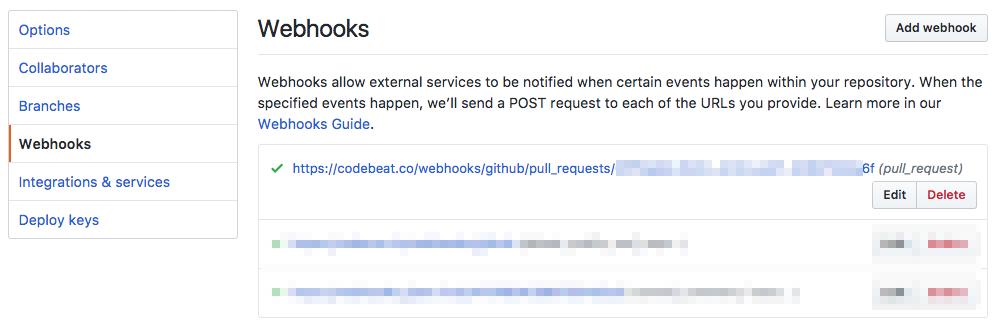 Options
Collaborators
Branches
Webhooks
Integrations & services
Deploy keys
Webhooks
Add webhook
Webhooks allow external services to be notified when certain events happen within your repository. When the
specified events happen, we’ll send a POST request to each of the URLs you provide. Learn more in our
Webhooks Guide.
https://codebeat.co/webhooks/github/pull_requests/ 6f (pull_request)
Edit Delete